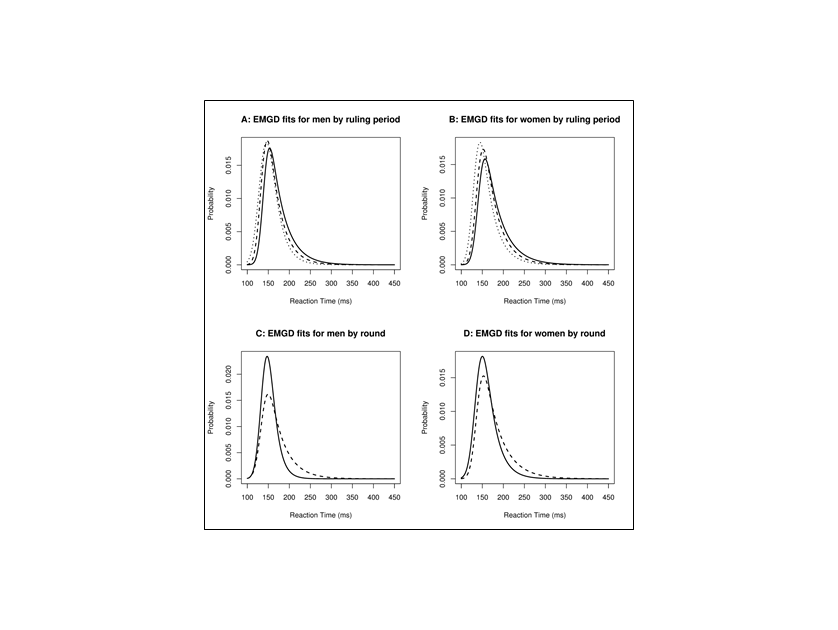 A: EMGD fits for men by ruling period
Probability
0.000 0.005 0.010 0.015
100 150 200 250 300 350 400 450
Reaction Time (ms)
B: EMGD fits for women by ruling period
Probability
0.000 0.005 0.010 0.015
100 150 200 250 300 350 400 450
Reaction Time (ms)
C: EMGD fits for men by round
Probability
0.000 0.005 0.010 0.015 0.020
100 150 200 250 300 350 400 450
Reaction Time (ms)
D: EMGD fits for women by round
Probability
0.000 0.005 0.010 0.015
100 150 200 250 300 350 400 450
Reaction Time (ms)